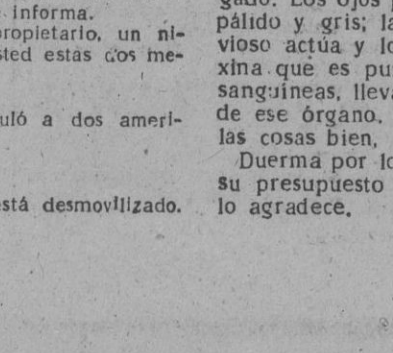 informa.
propietario, un ni-
sted estas dos me-
uló a dos ameri-
stá desmovilizado.
pálido y gris; la
vioso actúa y lo
xina que es pu
sanguíneas, lleva
de ese órgano.
las cosas bien,
Duerma por lo
su presupuesto
lo agradece.